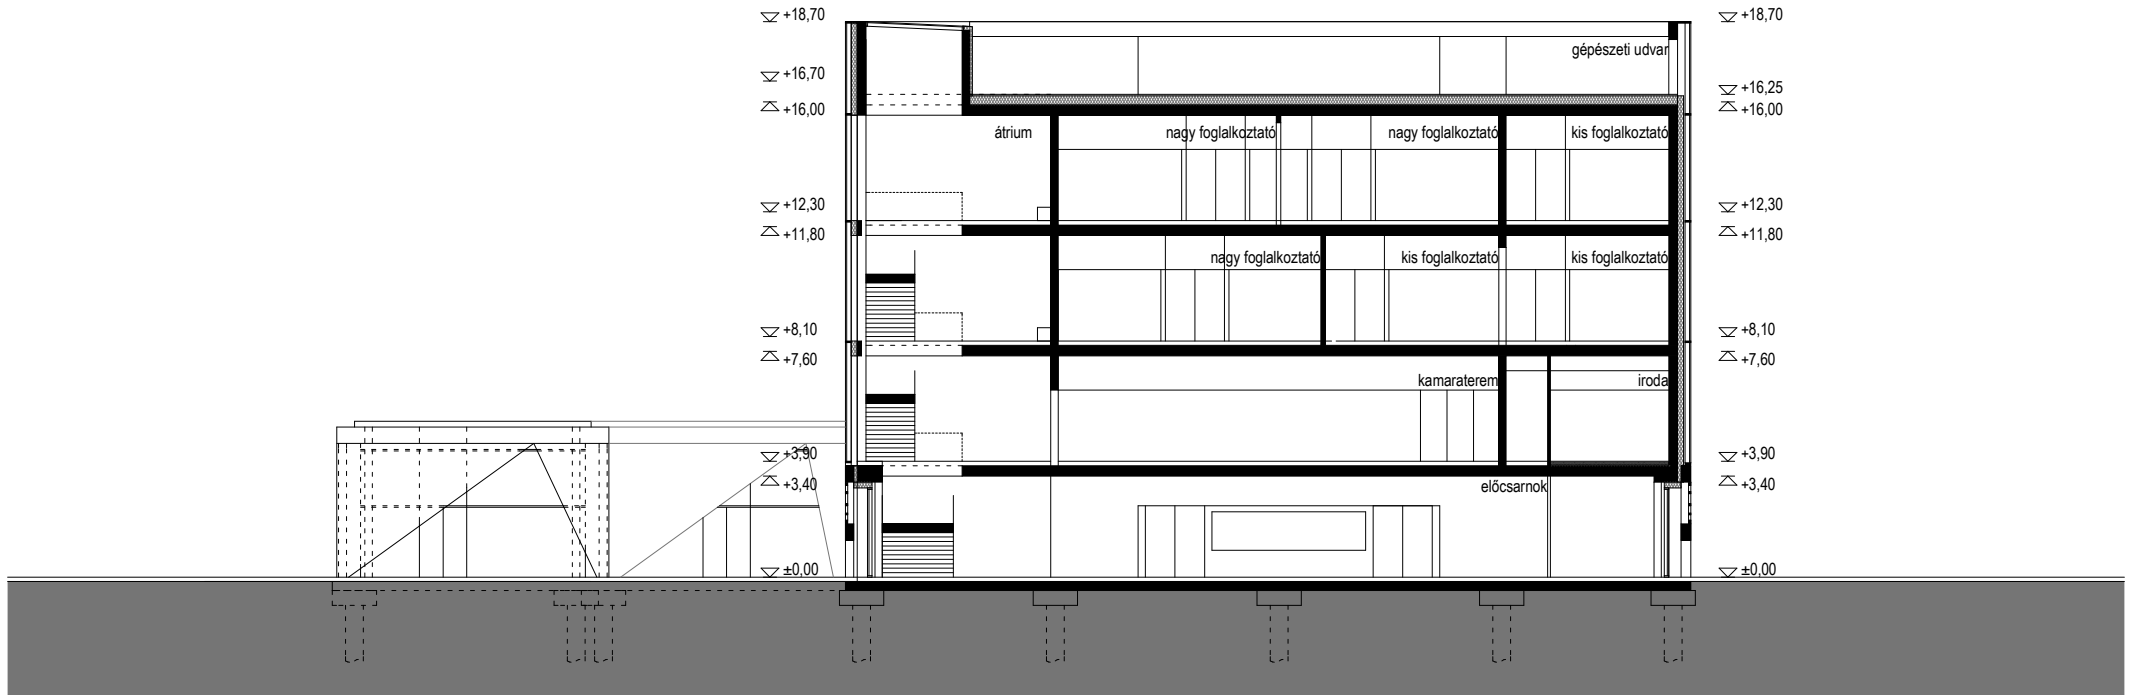 +18,70
+18,70
gépészeti udvar
+16,70
+16,25
+16,00
+16,00
átrium
nagy foglalkoztató
nagy foglalkoztató
kis foglalkoztató
+12,30
+12,30
+11,80
+11,80
nagy foglalkoztató
kis foglalkoztató
kis foglalkoztató
+8,10
+8,10
+7,60
+7,60
kamaraterem
iroda
+3,90
+3,90
+3,40
+3,40
előcsarnok
±0,00
±0,00